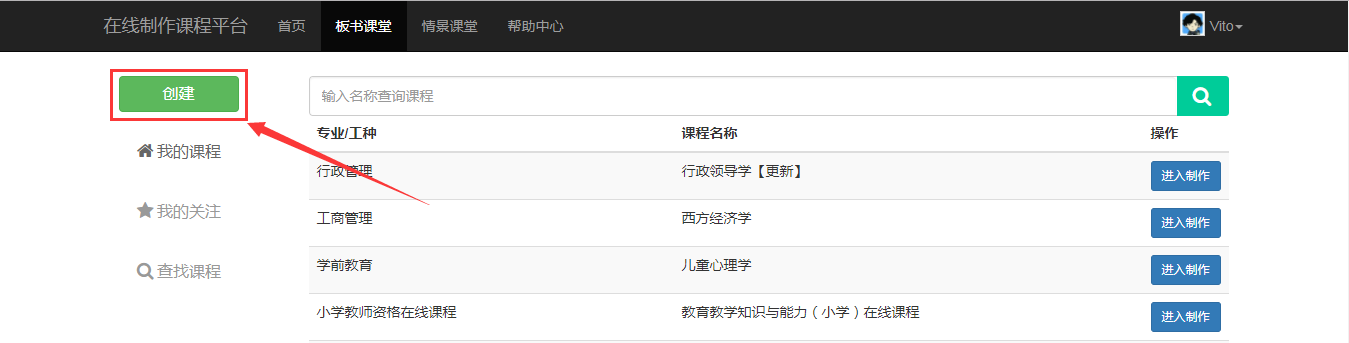 在线制作课程平台 首页 板书课堂 情景课堂 帮助中心 Vito
创建
输入名称查询课程
我的课程
我的关注
查找课程
专业/工种 课程名称 操作
行政管理 行政领导学【更新】 进入制作
工商管理 西方经济学 进入制作
学前教育 儿童心理学 进入制作
小学教师资格在线课程 教育教学知识与能力（小学）在线课程 进入制作